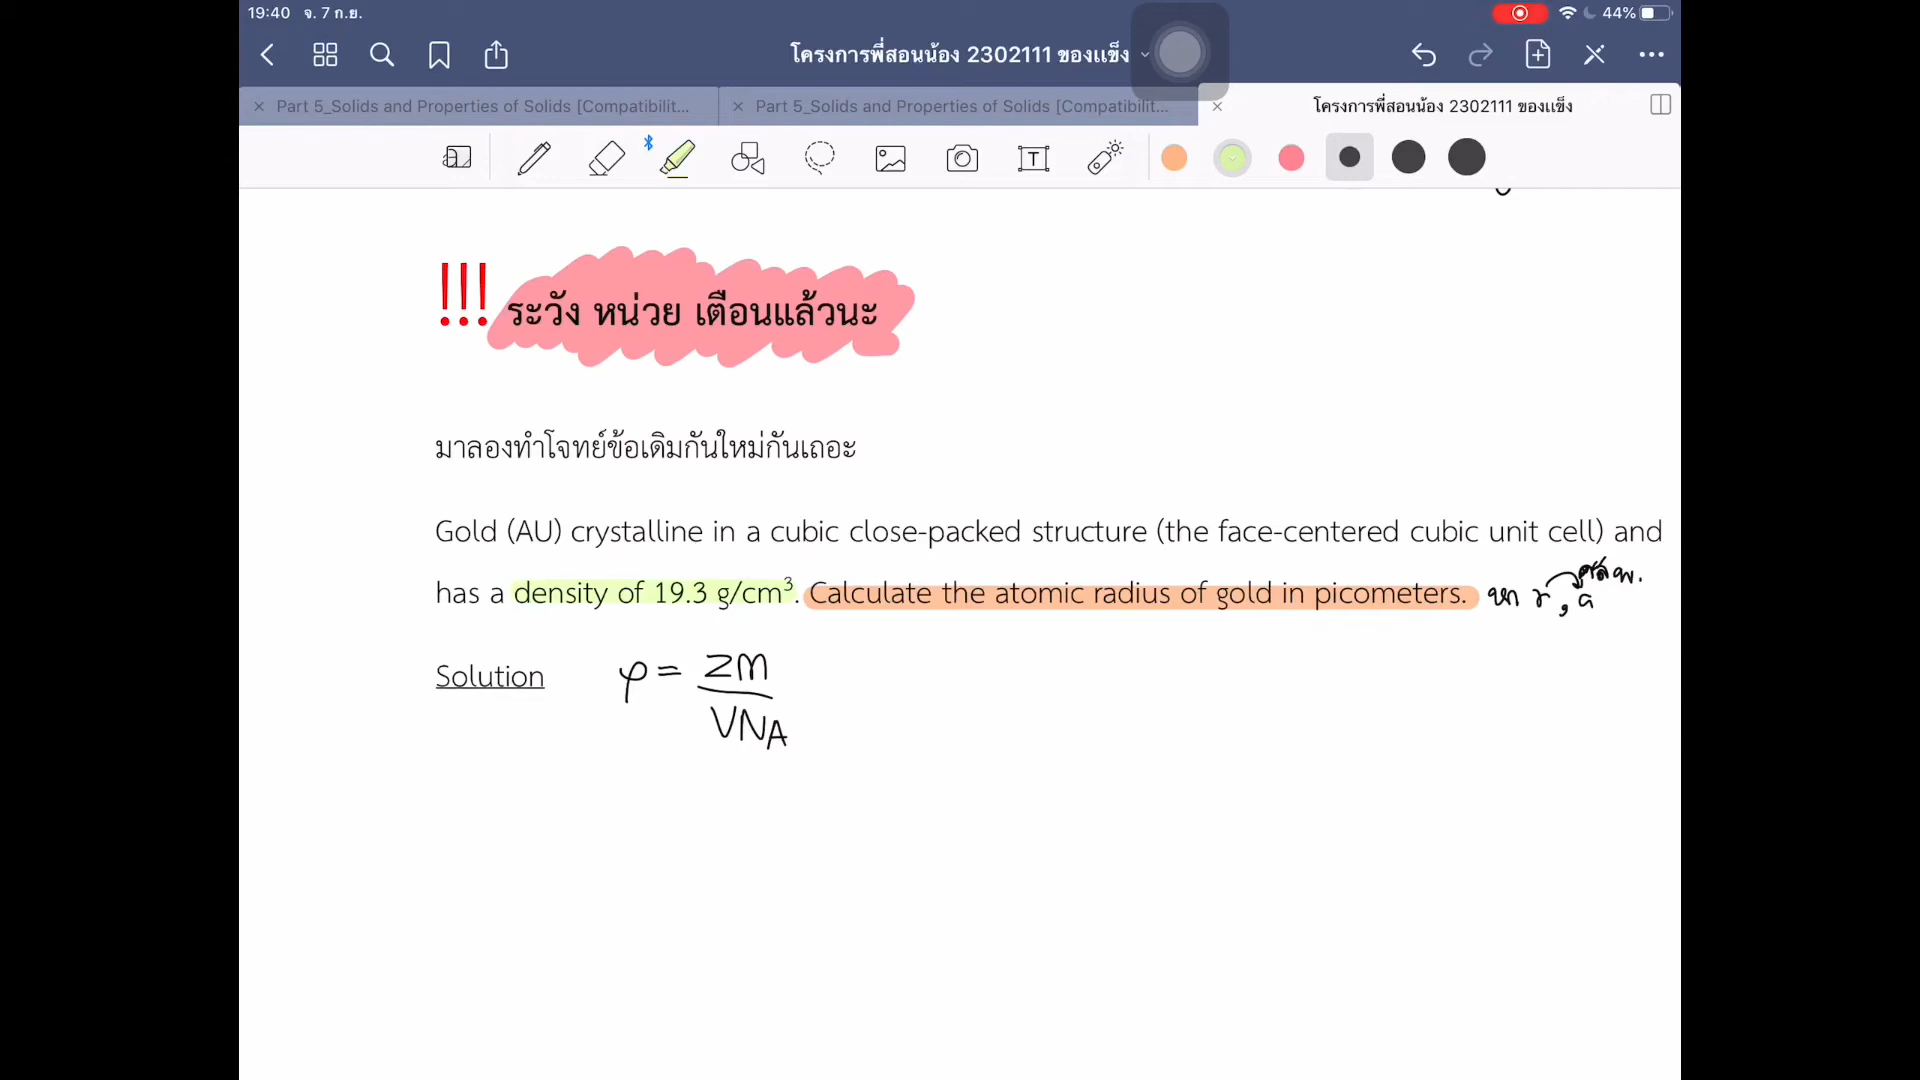 19:40 จ. 7 ก.ย. 44%
โครงการพี่สอนน้อง 2302111 ของแข็ง
Part 5_Solids and Properties of Solids [Compatibilit... Part 5_Solids and Properties of Solids [Compatibilit... โครงการพี่สอนน้อง 2302111 ของแข็ง
!!! ระวัง หน่วย เตือนแล้วนะ
มาลองทำโจทย์ข้อเดิมกันใหม่กันเถอะ
Gold (AU) crystalline in a cubic close-packed structure (the face-centered cubic unit cell) and
has a density of 19.3 g/cm³. Calculate the atomic radius of gold in picometers. หา r, a
Solution ρ = ZM
VN_A